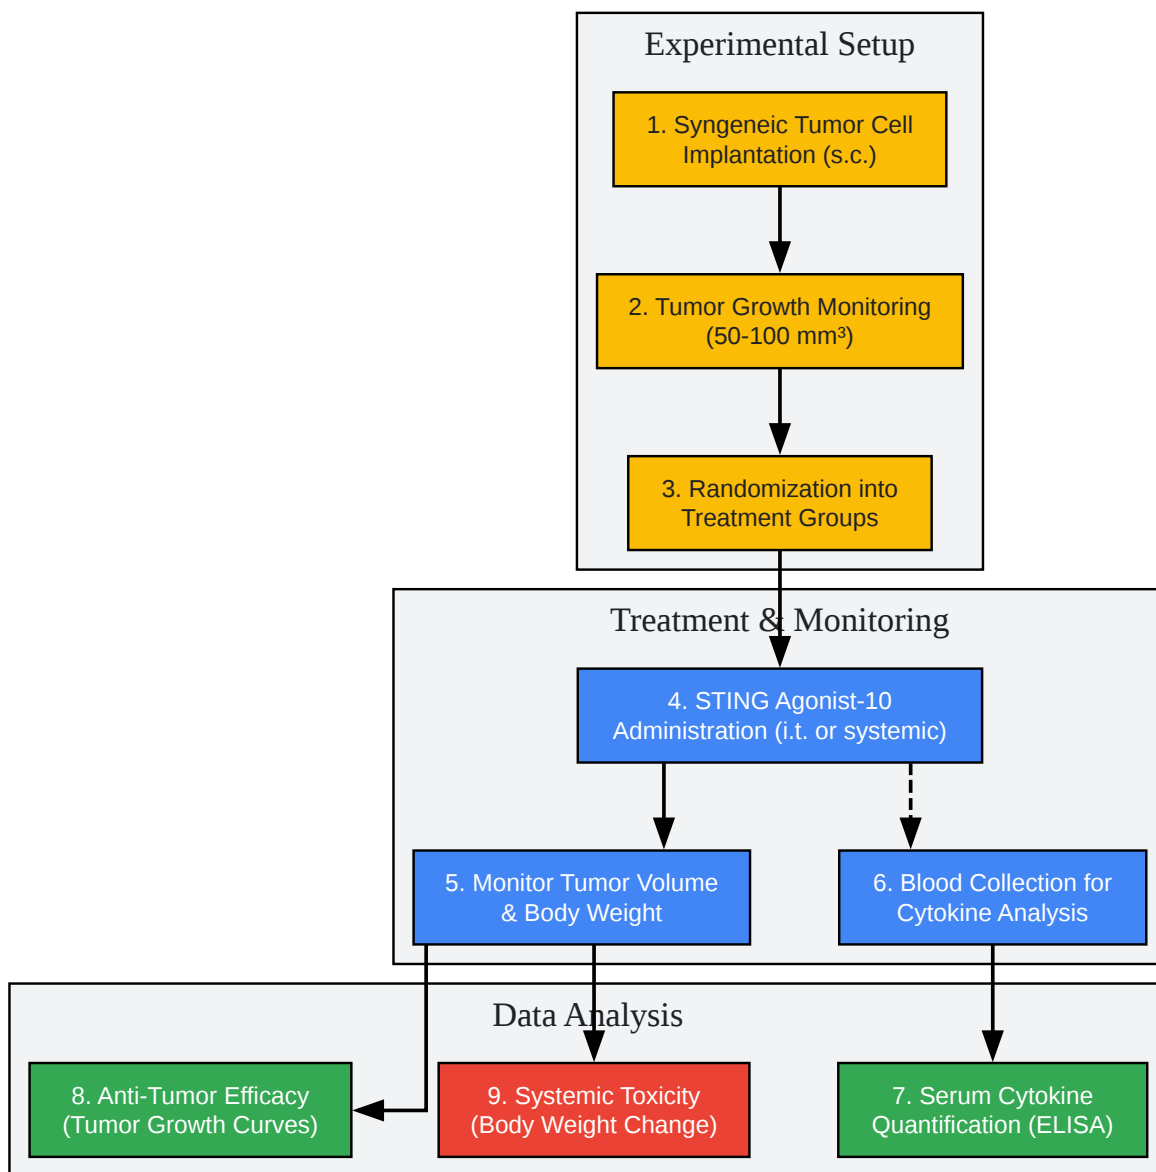 Experimental Setup
1. Syngeneic Tumor Cell
Implantation (s.c.)
2. Tumor Growth Monitoring
(50-100 mm³)
3. Randomization into
Treatment Groups
Treatment & Monitoring
4. STING Agonist-10
Administration (i.t. or systemic)
5. Monitor Tumor Volume
& Body Weight
6. Blood Collection for
Cytokine Analysis
Data Analysis
8. Anti-Tumor Efficacy
(Tumor Growth Curves)
9. Systemic Toxicity
(Body Weight Change)
7. Serum Cytokine
Quantification (ELISA)